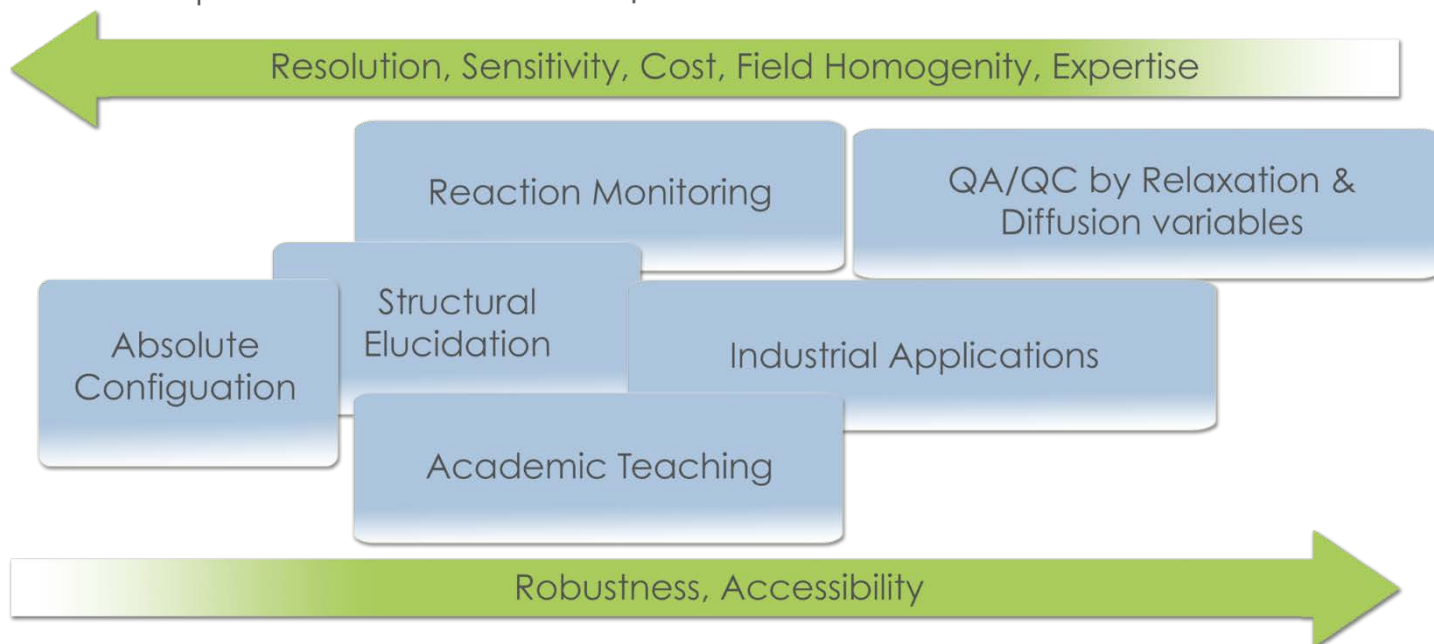 Resolution, Sensitivity, Cost, Field Homogenity, Expertise
Reaction Monitoring
QA/QC by Relaxation &
Diffusion variables
Structural
Elucidation
Absolute
Configuation
Industrial Applications
Academic Teaching
Robustness, Accessibility